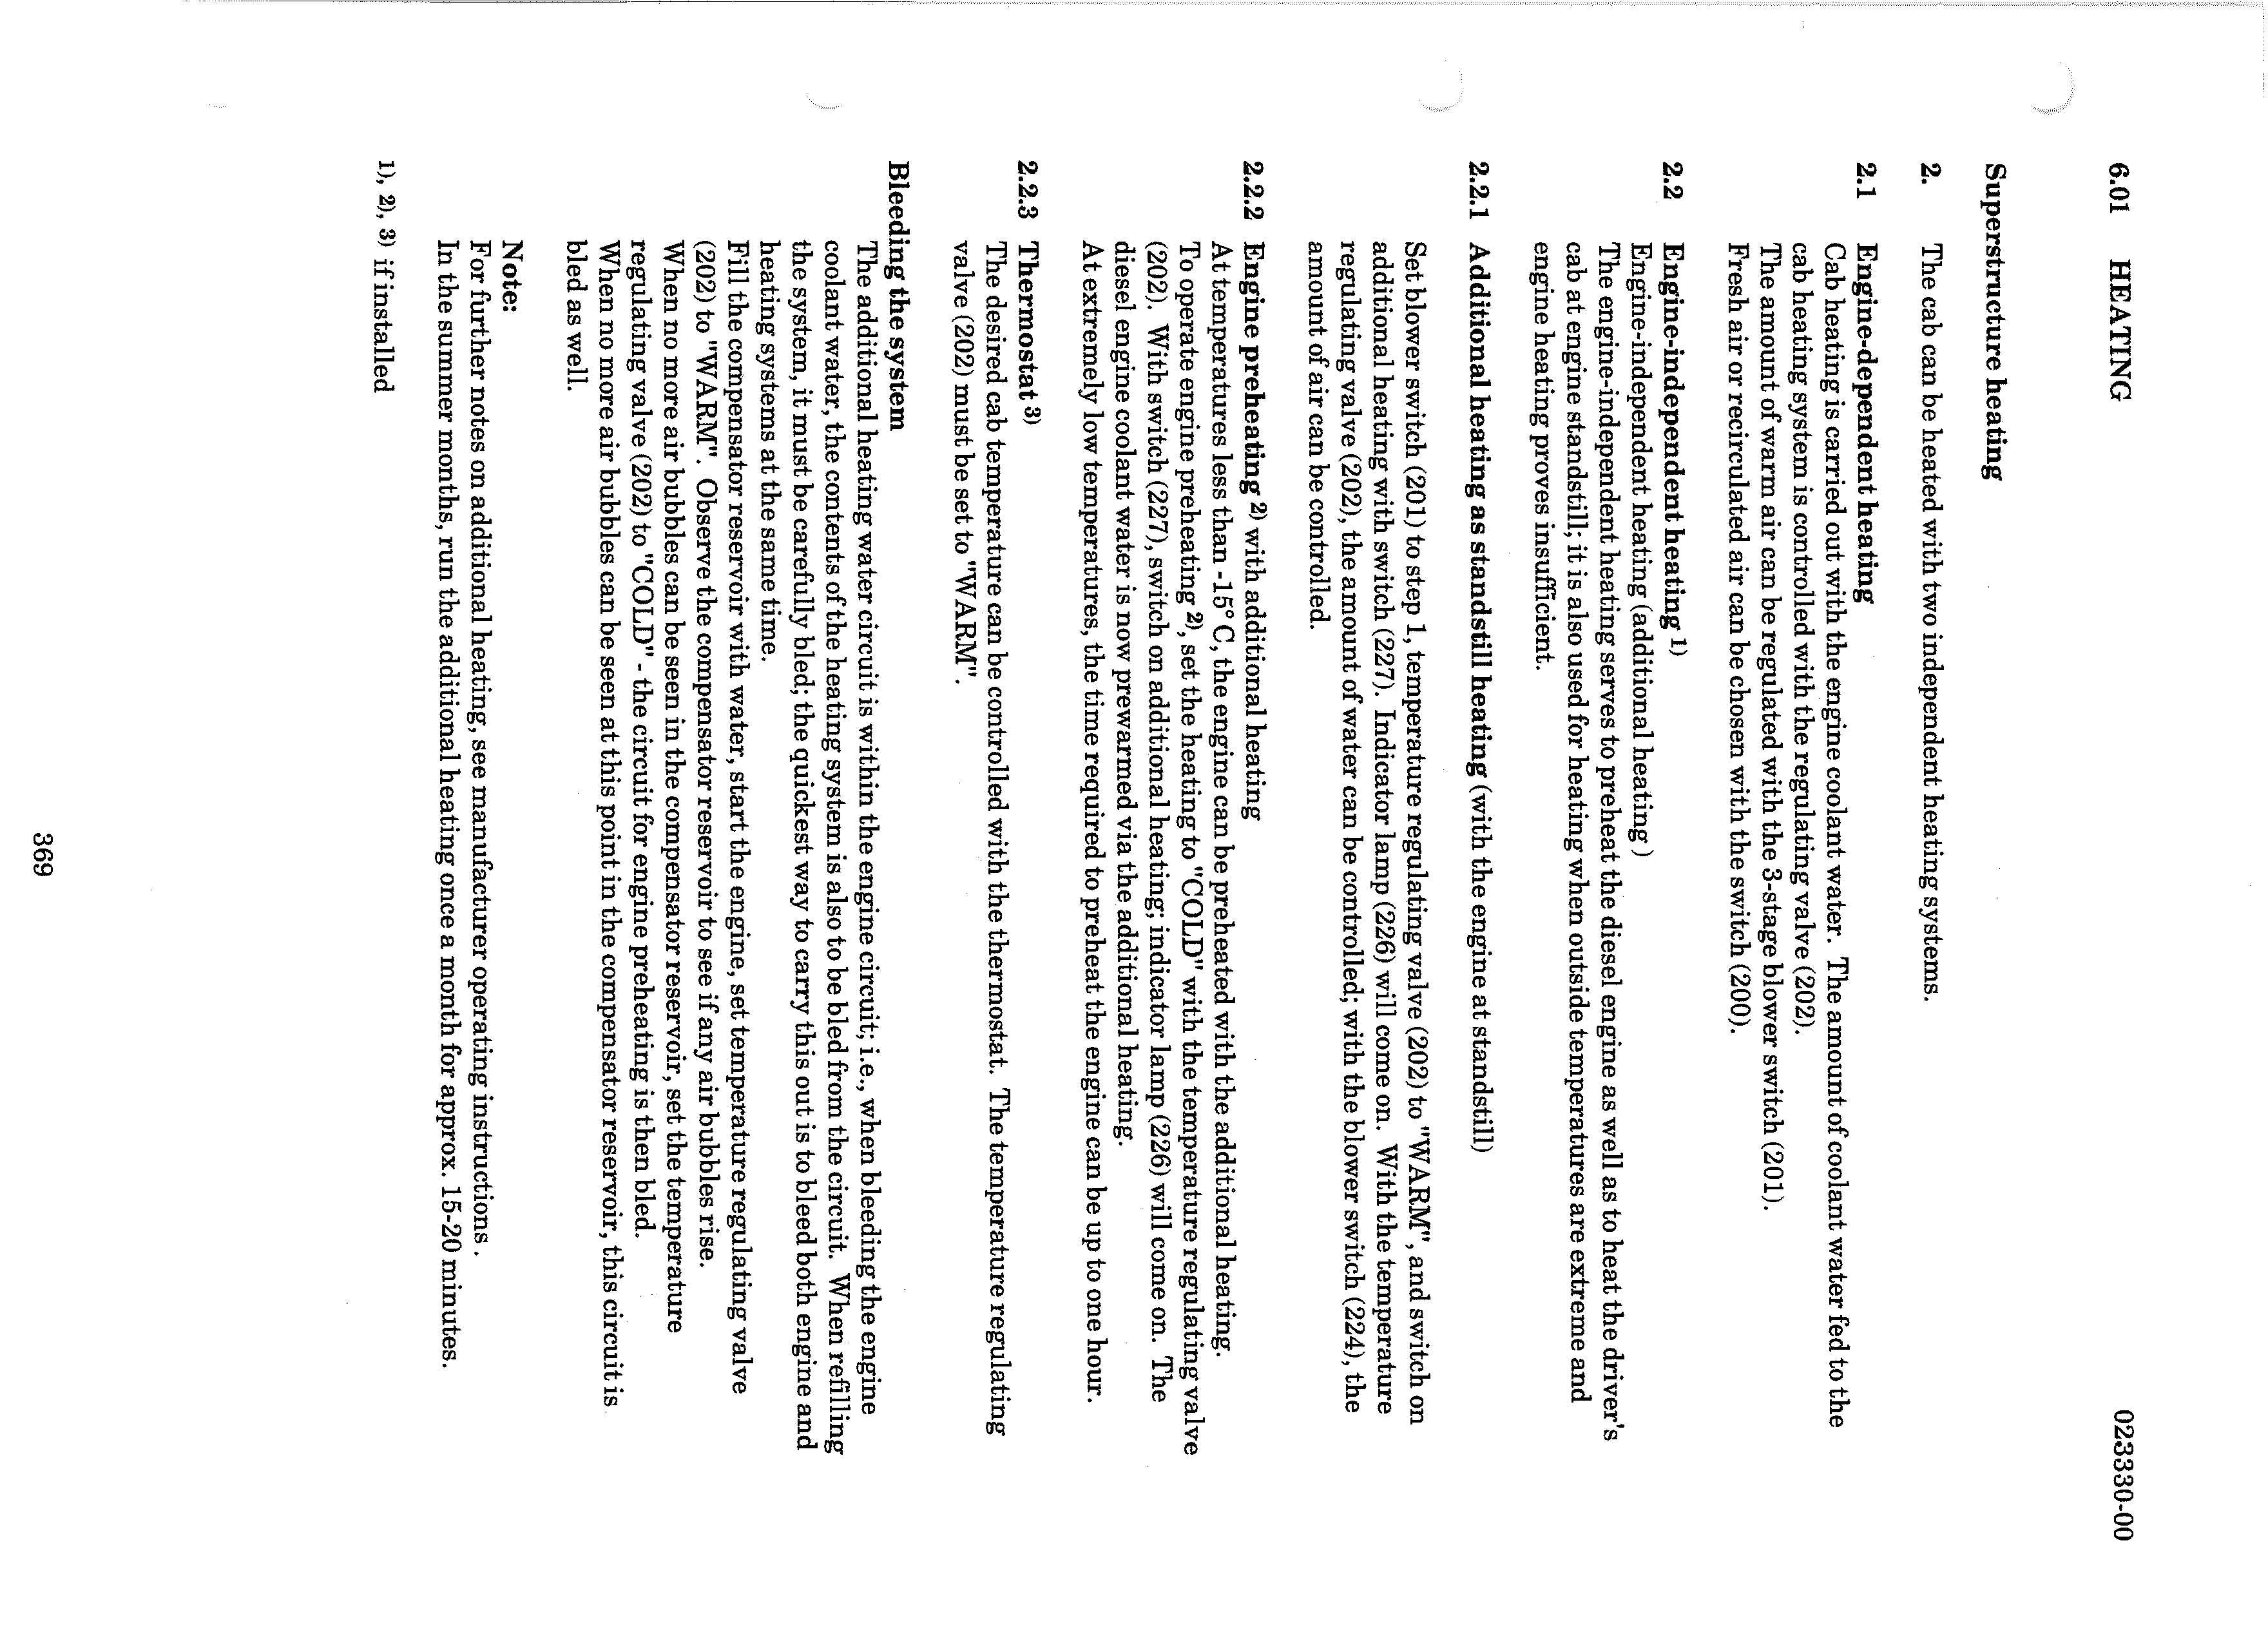 6.01 HEATING 023330-00
Superstructure heating
2. The cab can be heated with two independent heating systems.
2.1 Engine-dependent heating
Cab heating is carried out with the engine coolant water. The amount of coolant water fed to the
cab heating system is controlled with the regulating valve (202).
The amount of warm air can be regulated with the 3-stage blower switch (201).
Fresh air or recirculated air can be chosen with the switch (200).
2.2 Engine-independent heating 1)
Engine-independent heating (additional heating )
The engine-independent heating serves to preheat the diesel engine as well as to heat the driver's
cab at engine standstill; it is also used for heating when outside temperatures are extreme and
engine heating proves insufficient.
2.2.1 Additional heating as standstill heating (with the engine at standstill)
Set blower switch (201) to step 1, temperature regulating valve (202) to "WARM", and switch on
additional heating with switch (227). Indicator lamp (226) will come on. With the temperature
regulating valve (202), the amount of water can be controlled; with the blower switch (224), the
amount of air can be controlled.
2.2.2 Engine preheating 2) with additional heating
At temperatures less than -15° C, the engine can be preheated with the additional heating.
To operate engine preheating 2), set the heating to "COLD" with the temperature regulating valve
(202). With switch (227), switch on additional heating; indicator lamp (226) will come on. The
diesel engine coolant water is now prewarmed via the additional heating.
At extremely low temperatures, the time required to preheat the engine can be up to one hour.
2.2.3 Thermostat 3)
The desired cab temperature can be controlled with the thermostat. The temperature regulating
valve (202) must be set to "WARM".
Bleeding the system
The additional heating water circuit is within the engine circuit; i.e., when bleeding the engine
coolant water, the contents of the heating system is also to be bled from the circuit. When refilling
the system, it must be carefully bled; the quickest way to carry this out is to bleed both engine and
heating systems at the same time.
Fill the compensator reservoir with water, start the engine, set temperature regulating valve
(202) to "WARM". Observe the compensator reservoir to see if any air bubbles rise.
When no more air bubbles can be seen in the compensator reservoir, set the temperature
regulating valve (202) to "COLD" - the circuit for engine preheating is then bled.
When no more air bubbles can be seen at this point in the compensator reservoir, this circuit is
bled as well.
Note:
For further notes on additional heating, see manufacturer operating instructions .
In the summer months, run the additional heating once a month for approx. 15-20 minutes.
1), 2), 3) if installed
369